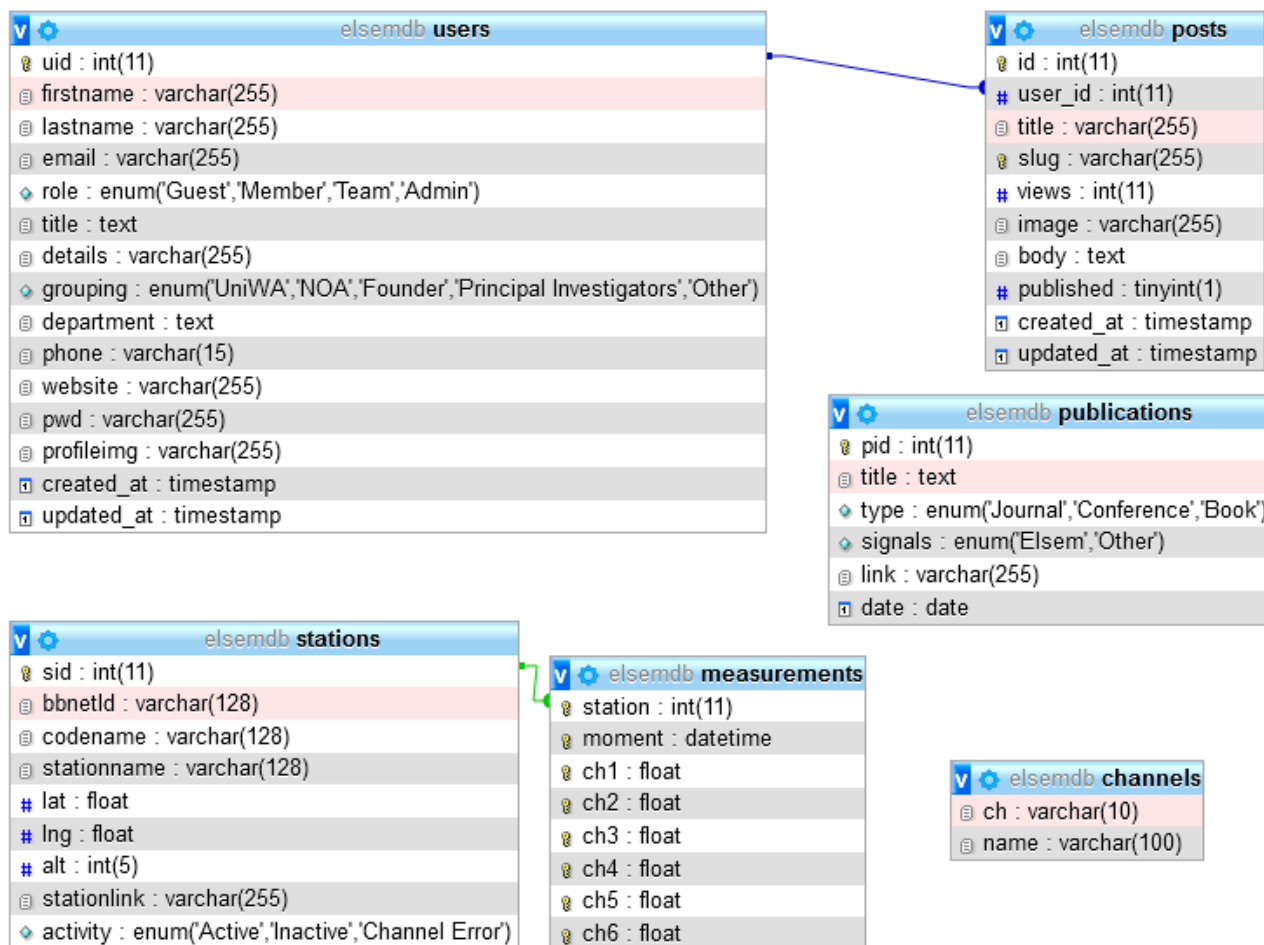 elsemdb users
uid : int(11)
firstname : varchar(255)
lastname : varchar(255)
email : varchar(255)
role : enum('Guest','Member','Team','Admin')
title : text
details : varchar(255)
grouping : enum('UniWA','NOA','Founder','Principal Investigators','Other')
department : text
phone : varchar(15)
website : varchar(255)
pwd : varchar(255)
profileimg : varchar(255)
created_at : timestamp
updated_at : timestamp
elsemdb posts
id : int(11)
user_id : int(11)
title : varchar(255)
slug : varchar(255)
views : int(11)
image : varchar(255)
body : text
published : tinyint(1)
created_at : timestamp
updated_at : timestamp
elsemdb publications
pid : int(11)
title : text
type : enum('Journal','Conference','Book')
signals : enum('Elsem','Other')
link : varchar(255)
date : date
elsemdb stations
sid : int(11)
bbnetId : varchar(128)
codename : varchar(128)
stationname : varchar(128)
lat : float
lng : float
alt : int(5)
stationlink : varchar(255)
activity : enum('Active','Inactive','Channel Error')
elsemdb measurements
station : int(11)
moment : datetime
ch1 : float
ch2 : float
ch3 : float
ch4 : float
ch5 : float
ch6 : float
elsemdb channels
ch : varchar(10)
name : varchar(100)